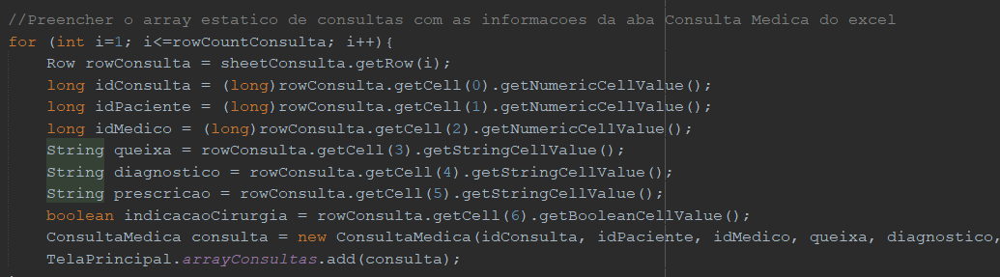 //Preencher o array estatico de consultas com as informacoes da aba Consulta Medica do excel
for (int i=1; i<=rowCountConsulta; i++){
Row rowConsulta = sheetConsulta.getRow(i);
long idConsulta = (long)rowConsulta.getCell(0).getNumericCellValue();
long idPaciente = (long)rowConsulta.getCell(1).getNumericCellValue();
long idMedico = (long)rowConsulta.getCell(2).getNumericCellValue();
String queixa = rowConsulta.getCell(3).getStringCellValue();
String diagnostico = rowConsulta.getCell(4).getStringCellValue();
String prescricao = rowConsulta.getCell(5).getStringCellValue();
boolean indicacaoCirurgia = rowConsulta.getCell(6).getBooleanCellValue();
ConsultaMedica consulta = new ConsultaMedica(idConsulta, idPaciente, idMedico, queixa, diagnostico,
TelaPrincipal.arrayConsultas.add(consulta);